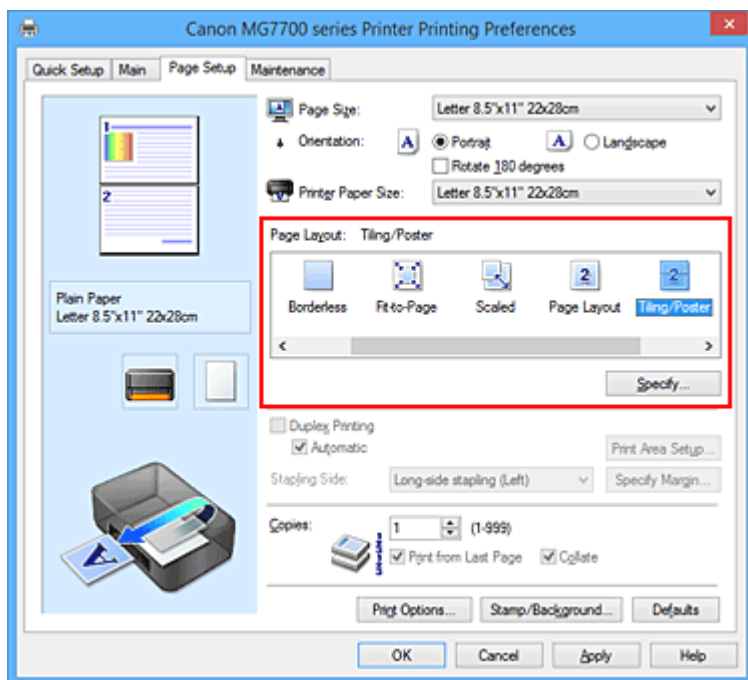 Canon MG7700 series Printer Printing Preferences
Quick Setup Main Page Setup Maintenance
1
2
Plain Paper
Letter 8.5"x11" 22x28cm
Page Size: Letter 8.5"x11" 22x28cm
Orientation: A Portrait A Landscape
Rotate 180 degrees
Printer Paper Size: Letter 8.5"x11" 22x28cm
Page Layout: Tiling/Poster
2 2
Borderless Fit-to-Page Scaled Page Layout Tiling/Poster
Specify...
Duplex Printing
Automatic Print Area Setup...
Stapling Side: Long-side stapling (Left) Specify Margin...
Copies: 1 (1-999)
Print from Last Page Collate
A
Print Options... Stamp/Background... Defaults
OK Cancel Apply Help